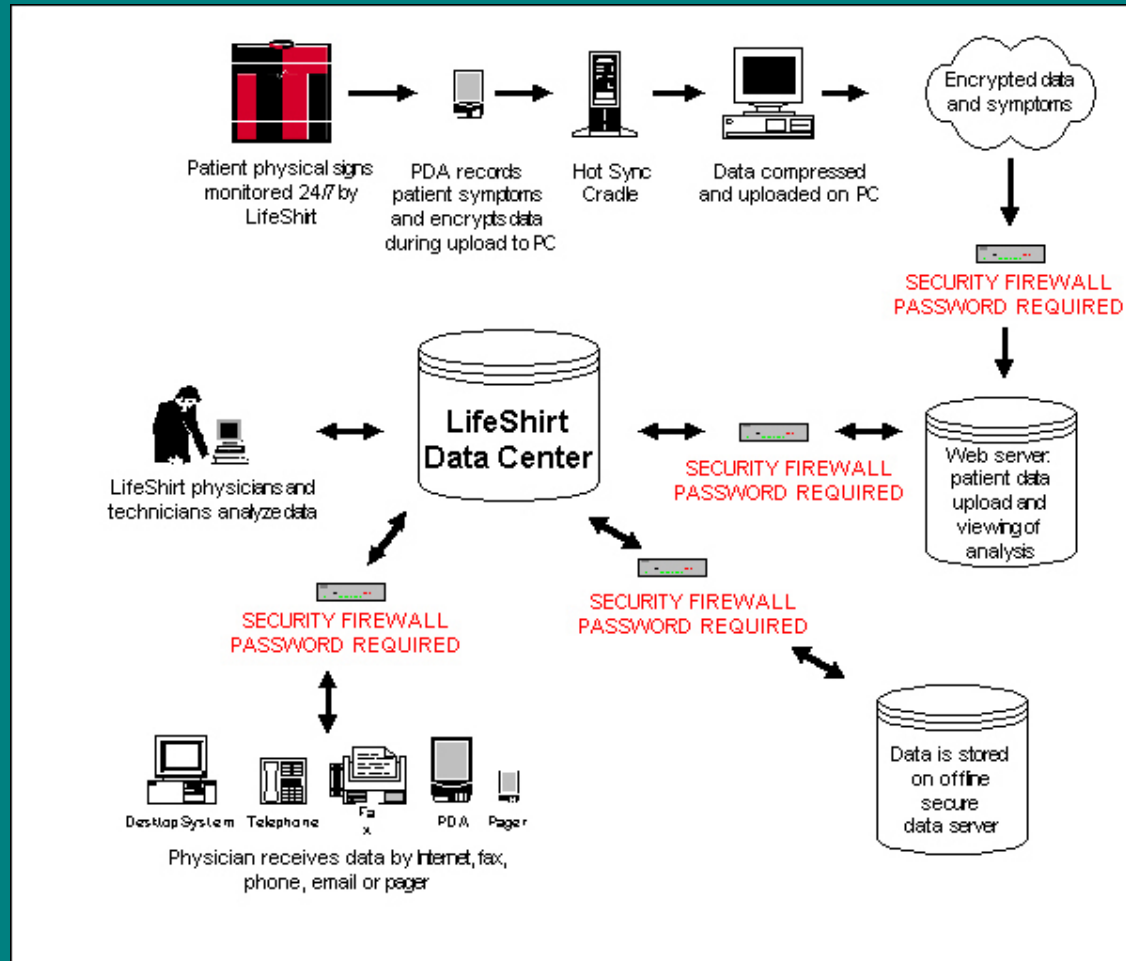 Patient physical signs
monitored 24/7 by
LifeShirt
PDA records
patient symptoms
and encrypts data
during upload to PC
Hot Sync
Cradle
Data compressed
and uploaded on PC
Encrypted data
and symptoms
SECURITY FIREWALL
PASSWORD REQUIRED
LifeShirt
Data Center
LifeShirt physicians and
technicians analyze data
SECURITY FIREWALL
PASSWORD REQUIRED
Web server:
patient data
upload and
viewing of
analysis
SECURITY FIREWALL
PASSWORD REQUIRED
SECURITY FIREWALL
PASSWORD REQUIRED
Data is stored
on offline
secure
data server
Desktop System
Telephone
Fa
x
PDA
Pager
Physician receives data by Internet, fax,
phone, email or pager